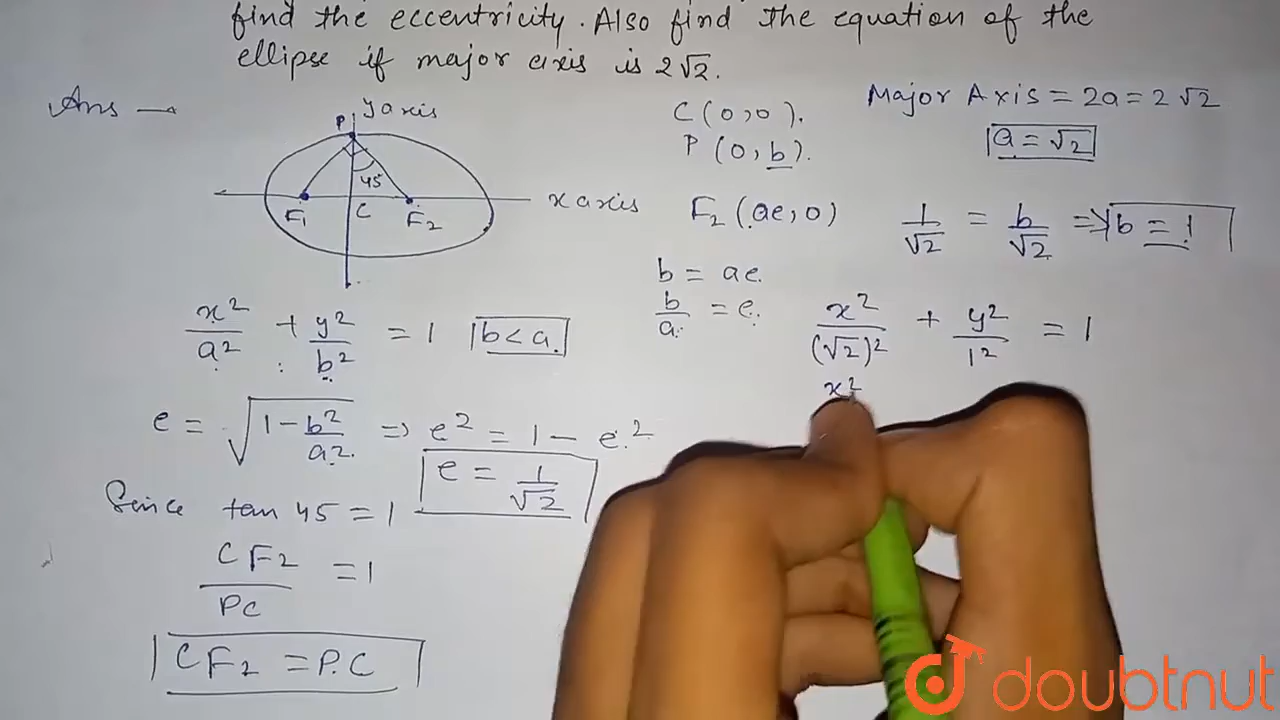 find the eccentricity. Also find the equation of the
ellipse if major axis is 2√2.
Ans →
y axis
P
45
F1
C
F2
x axis
x²/a² + y²/b² = 1 b < a.
e = √(1 - b²/a²) => e² = 1 - e²
e = 1/√2
Since tan 45 = 1
CF2/PC = 1
CF2 = P.C
C (0,0).
P (0, b).
F2 (ae, 0)
b = ae.
b/a = e.
Major Axis = 2a = 2√2
a = √2
1/√2 = b/√2 => b = 1
x²/(√2)² + y²/1² = 1
x²
doubtnut